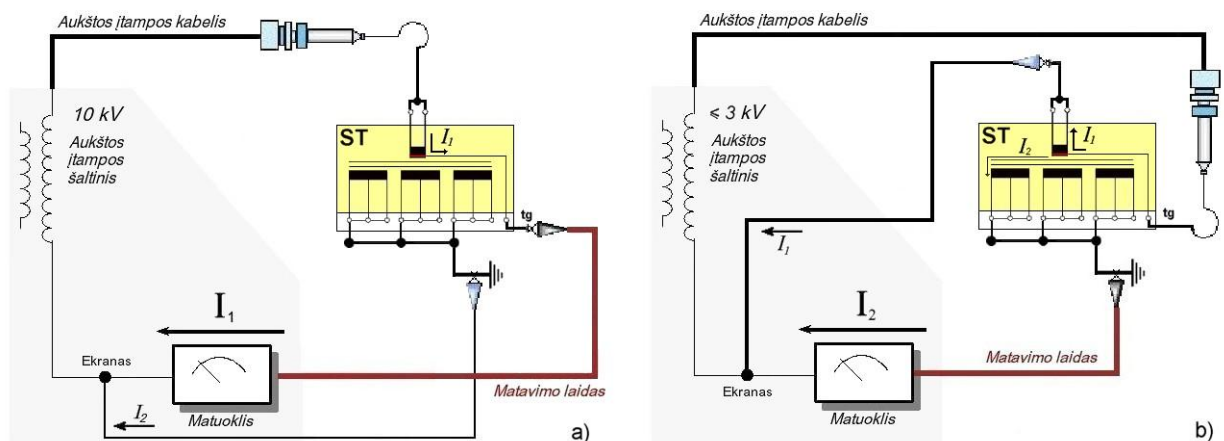 Aukštos įtampos kabelis
10 kV
Aukštos
įtampos
šaltinis
ST
I₁
tg
I₁
Ekranas
Matavimo laidas
I₂
Matuoklis
a)
Aukštos įtampos kabelis
⩽ 3 kV
Aukštos
įtampos
šaltinis
ST
I₁
I₂
tg
I₁
I₂
Matavimo laidas
Ekranas
Matuoklis
b)